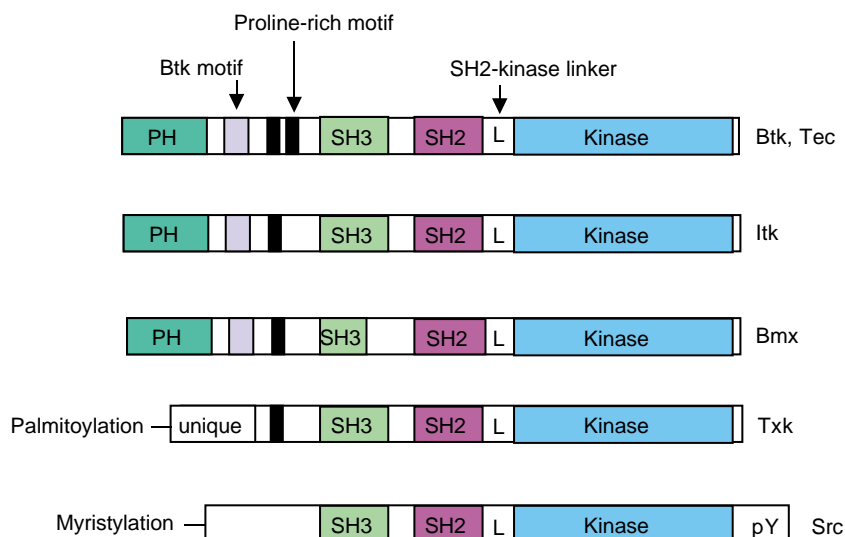 Proline-rich motif
Btk motif
SH2-kinase linker
PH SH3 SH2 L Kinase Btk, Tec
PH SH3 SH2 L Kinase Itk
PH SH3 SH2 L Kinase Bmx
Palmitoylation unique SH3 SH2 L Kinase Txk
Myristylation SH3 SH2 L Kinase pY Src